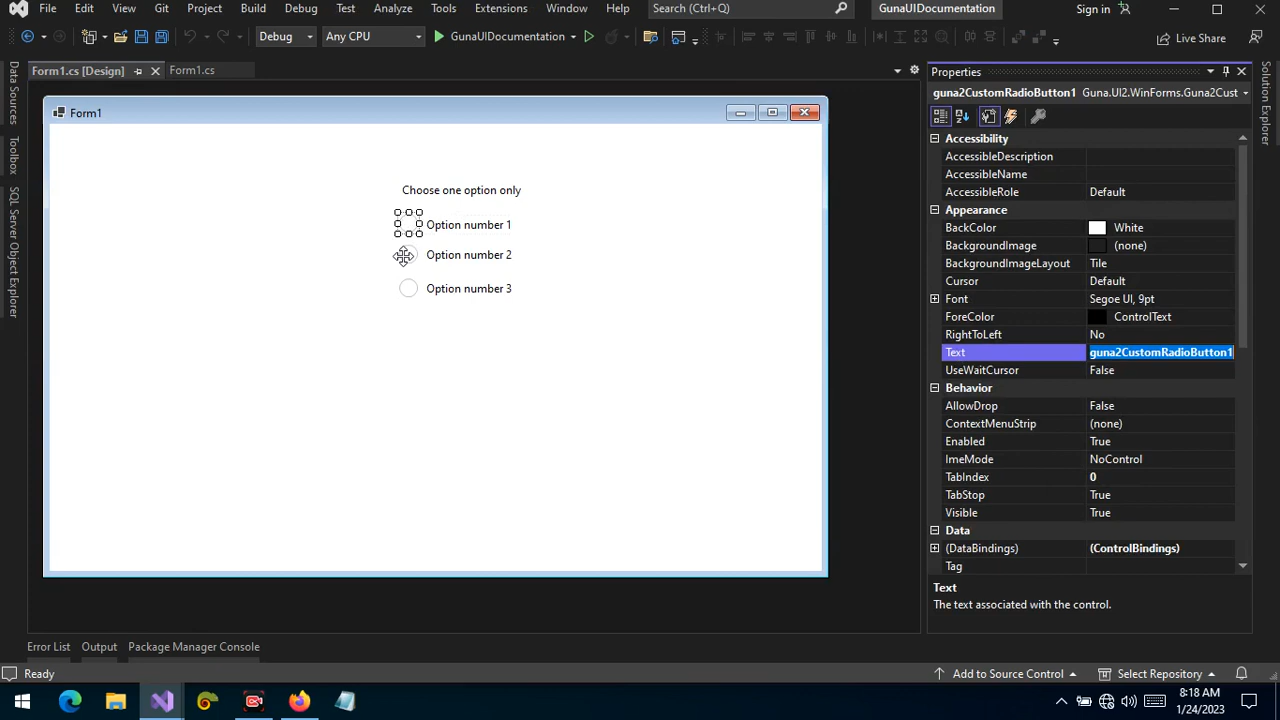 File Edit View Git Project Build Debug Test Analyze Tools Extensions Window Help Search (Ctrl+Q) GunaUIDocumentation Sign in
Debug Any CPU GunaUIDocumentation Live Share
Form1.cs [Design] Form1.cs
Data Sources
Toolbox
SQL Server Object Explorer
Form1
Choose one option only
Option number 1
Option number 2
Option number 3
Properties
guna2CustomRadioButton1 Guna.UI2.WinForms.Guna2Cust
Accessibility
AccessibleDescription
AccessibleName
AccessibleRole Default
Appearance
BackColor White
BackgroundImage (none)
BackgroundImageLayout Tile
Cursor Default
Font Segoe UI, 9pt
ForeColor ControlText
RightToLeft No
Text guna2CustomRadioButton1
UseWaitCursor False
Behavior
AllowDrop False
ContextMenuStrip (none)
Enabled True
ImeMode NoControl
TabIndex 0
TabStop True
Visible True
Data
(DataBindings) (ControlBindings)
Tag
Text
The text associated with the control.
Solution Explorer
Error List Output Package Manager Console
Ready Add to Source Control Select Repository
8:18 AM
1/24/2023